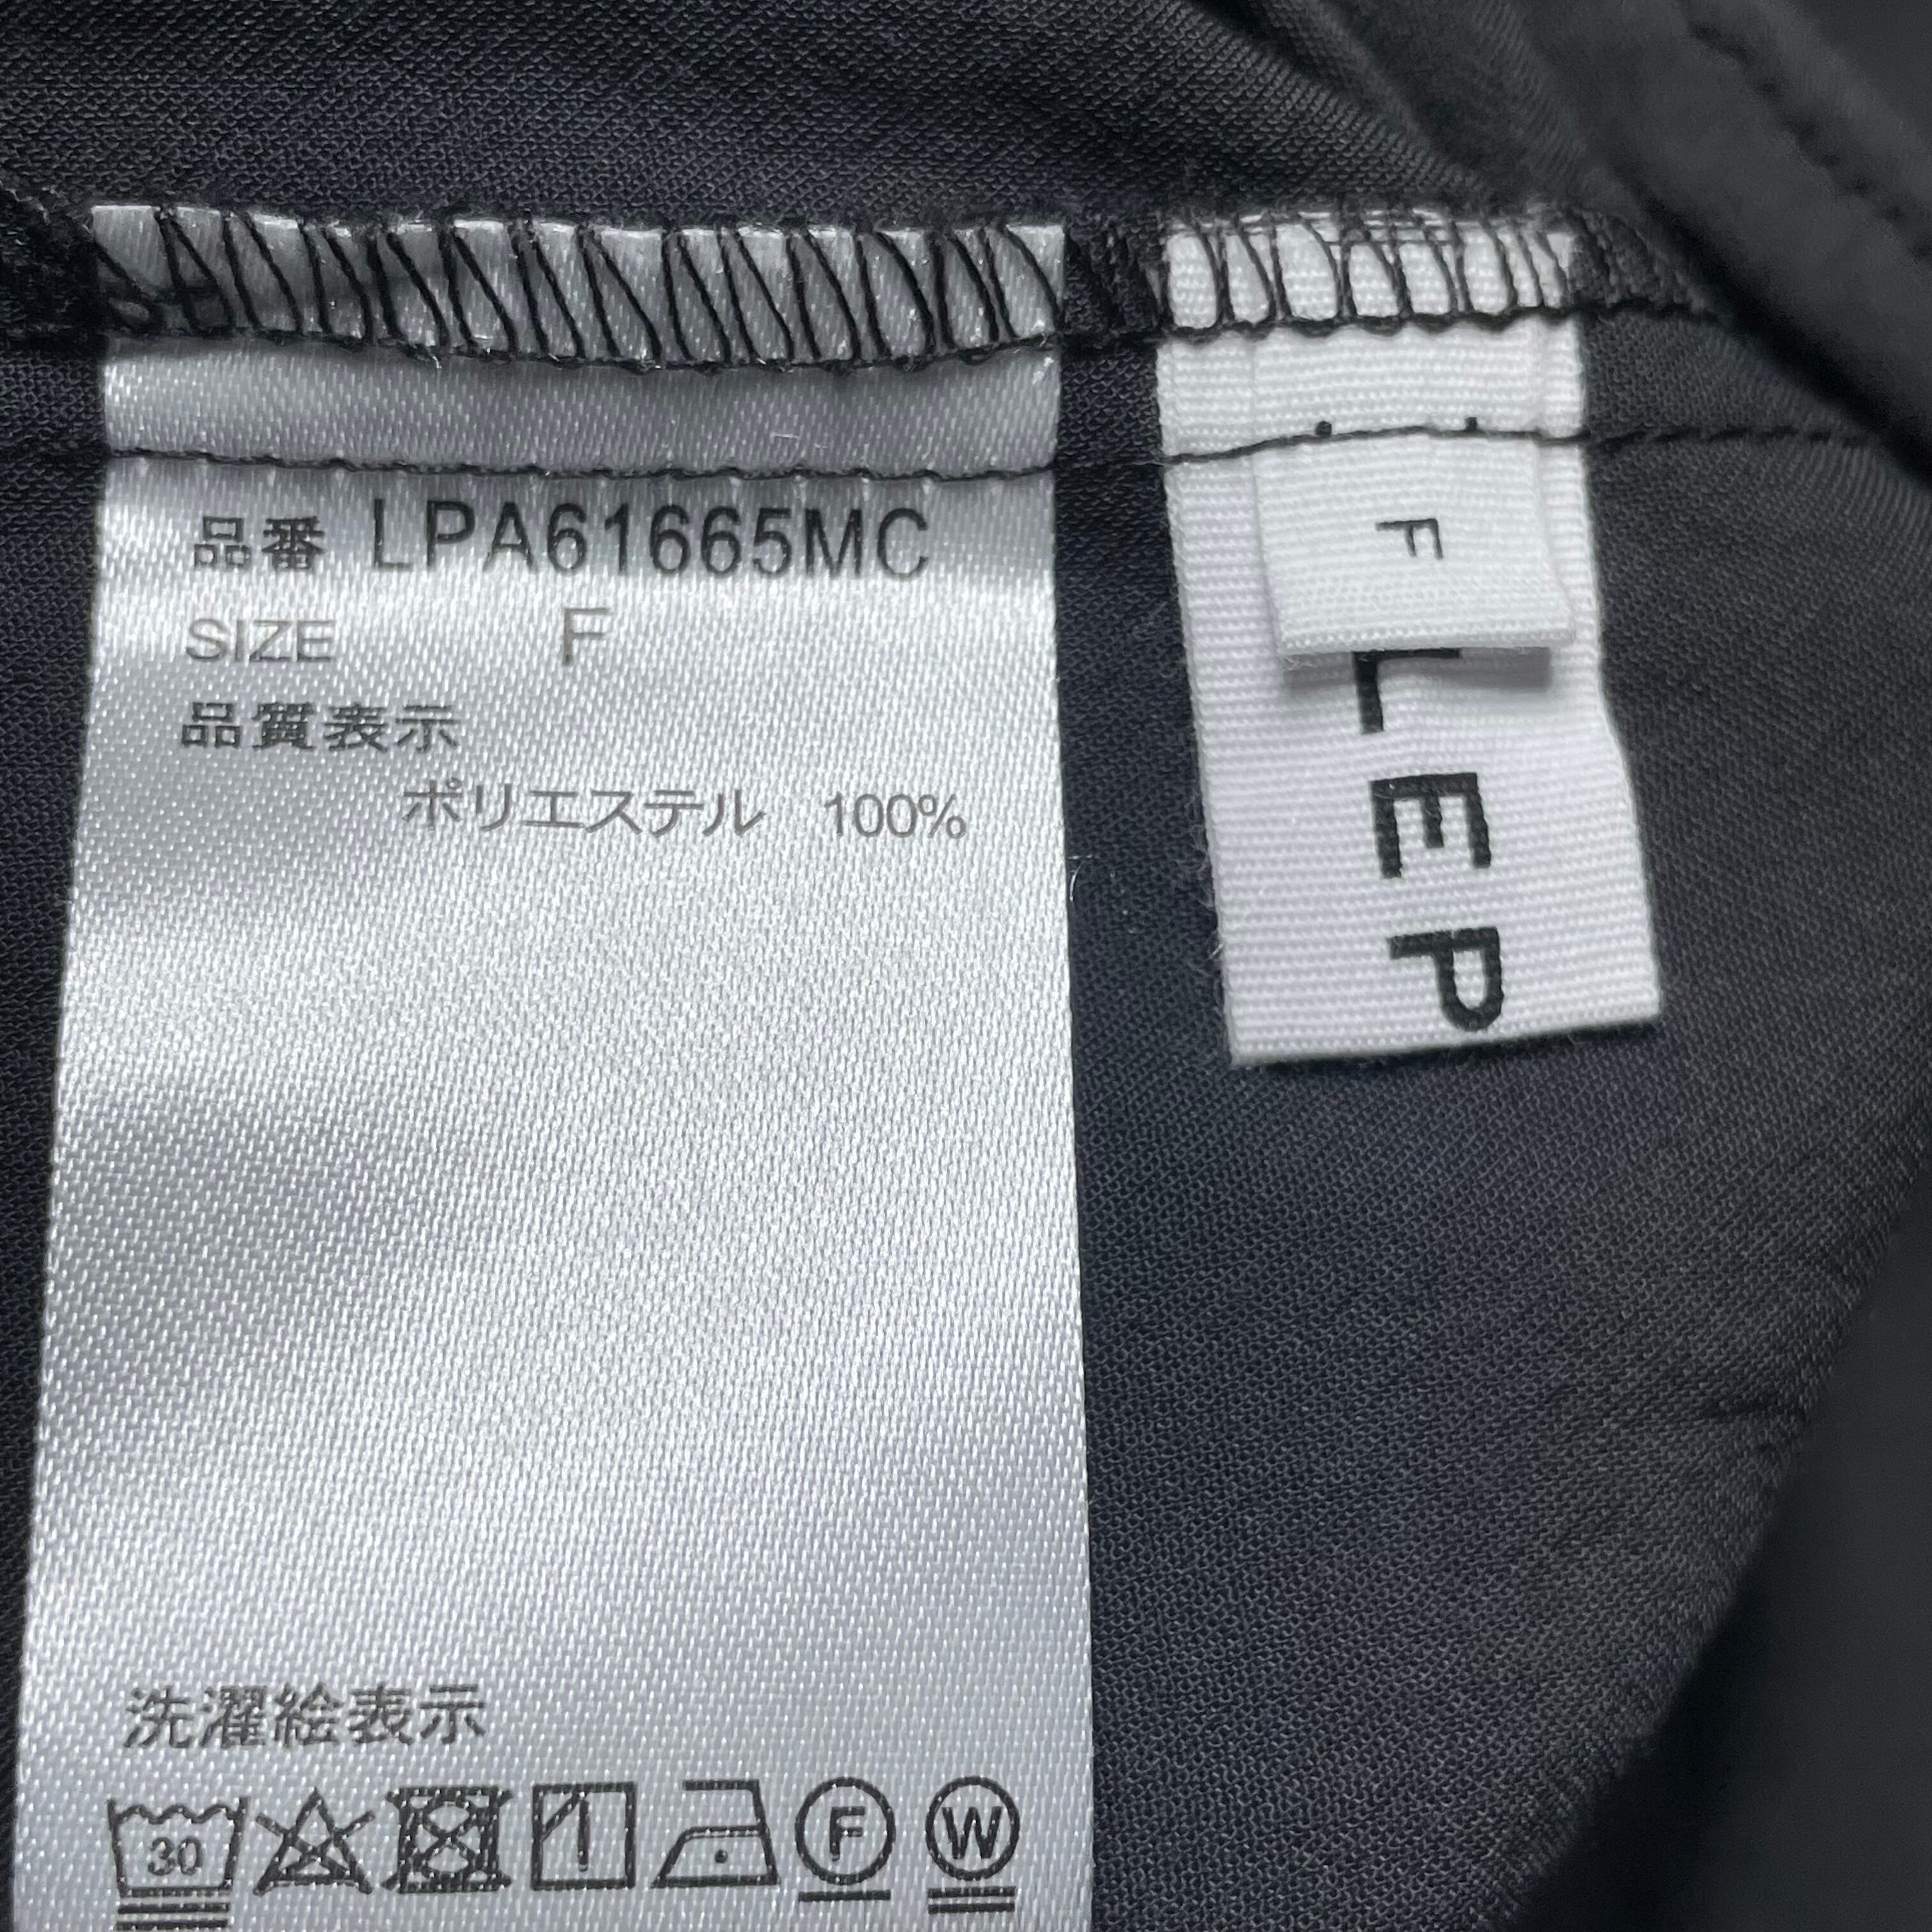 品番 LPA61665MC
SIZE F
品質表示
ポリエステル 100%
洗濯絵表示
30
F
W
F
LEP